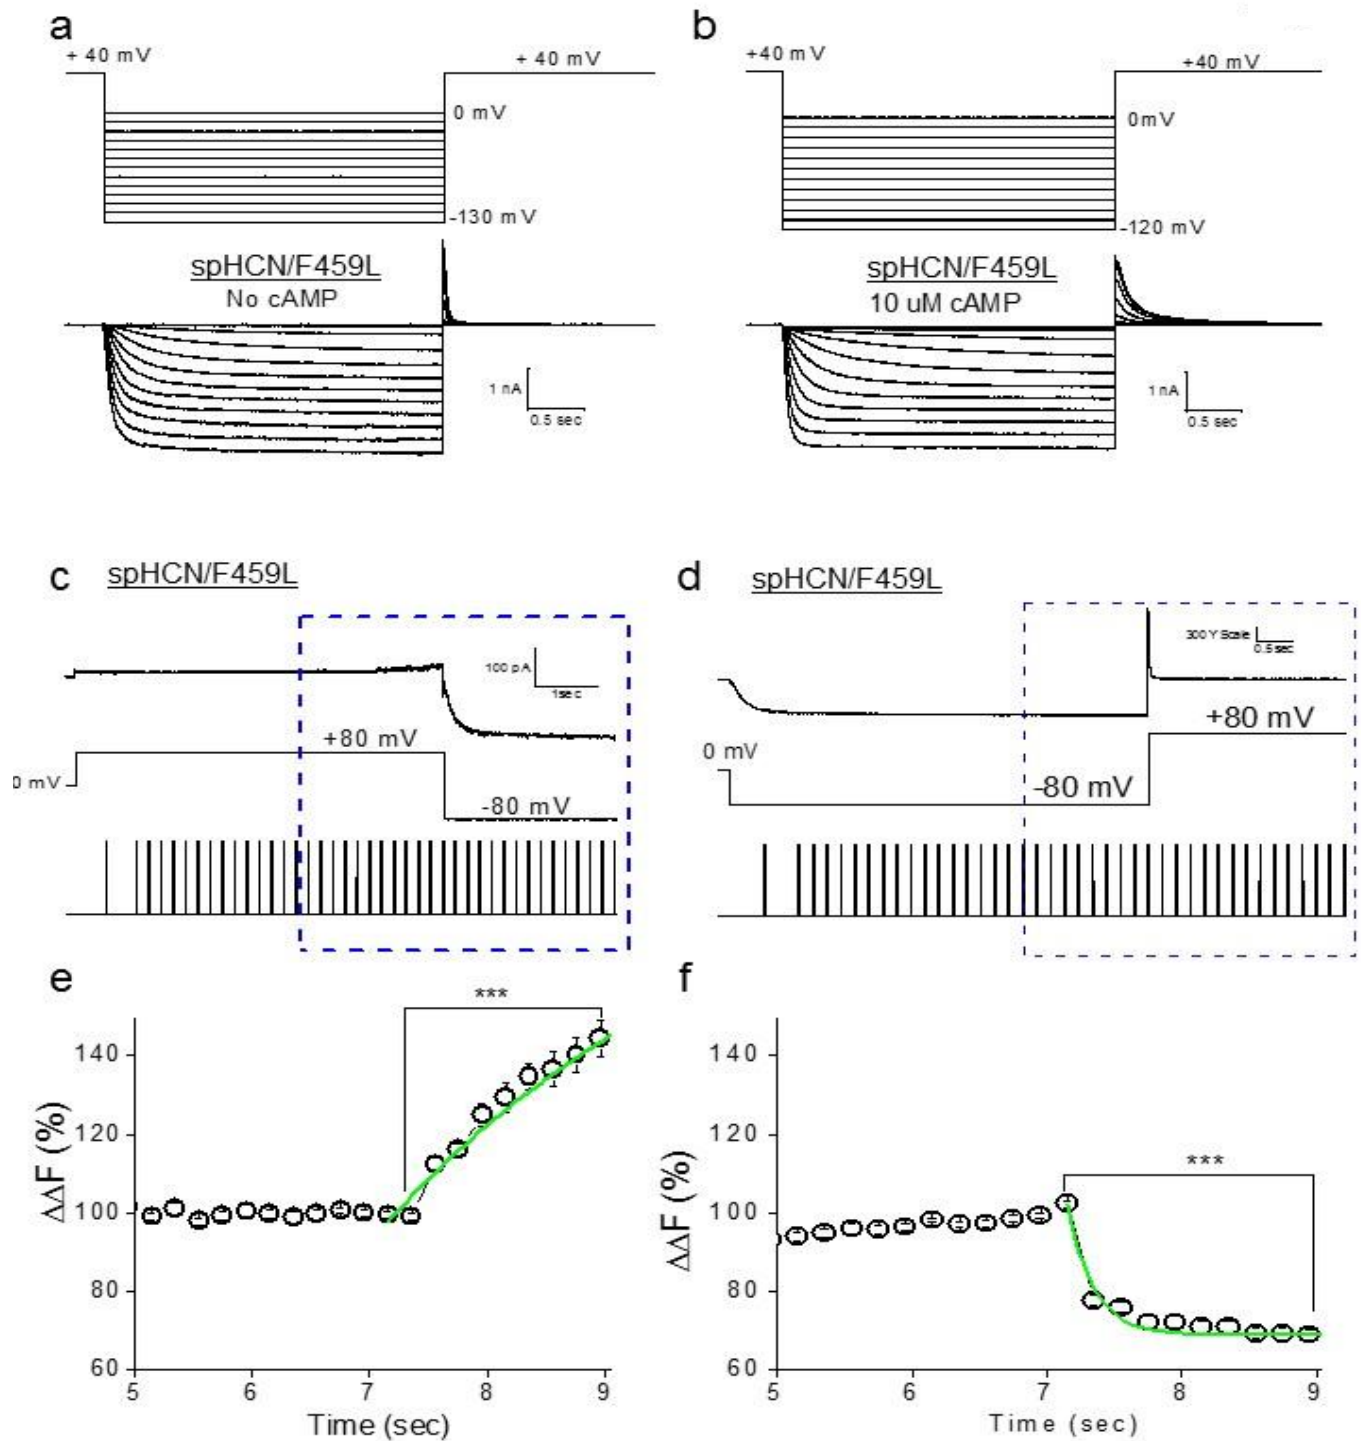 a
+ 40 mV
+ 40 mV
0 mV
-130 mV
spHCN/F459L
No cAMP
1 nA
0.5 sec
b
+40 mV
+40 mV
0mV
-120 mV
spHCN/F459L
10 uM cAMP
1 nA
0.5 sec
c
spHCN/F459L
100 pA
1sec
+80 mV
0 mV
-80 mV
d
spHCN/F459L
300 Y Scale
0.5sec
+80 mV
0 mV
-80 mV
e
***
140
120
100
80
60
ΔΔF (%)
5 6 7 8 9
Time (sec)
f
***
140
120
100
80
60
ΔΔF (%)
5 6 7 8 9
Time (sec)